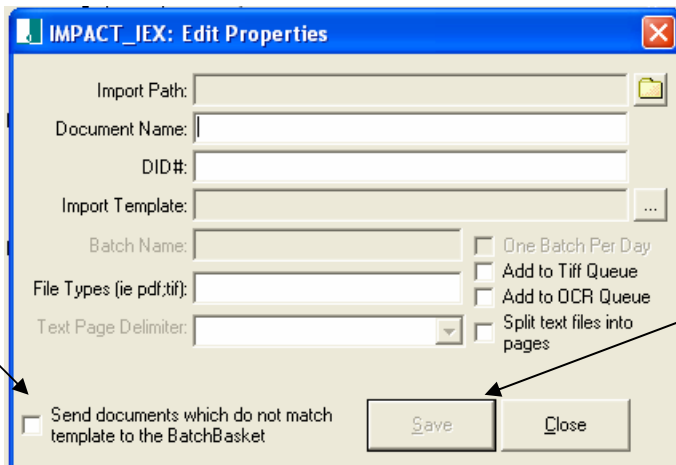 IMPACT_IEX: Edit Properties
Import Path:
Document Name:
DID#:
Import Template:
...
Batch Name:
One Batch Per Day
Add to Tiff Queue
File Types (ie pdf;tif):
Add to OCR Queue
Text Page Delimiter:
Split text files into
pages
Send documents which do not match
template to the BatchBasket
Save
Close